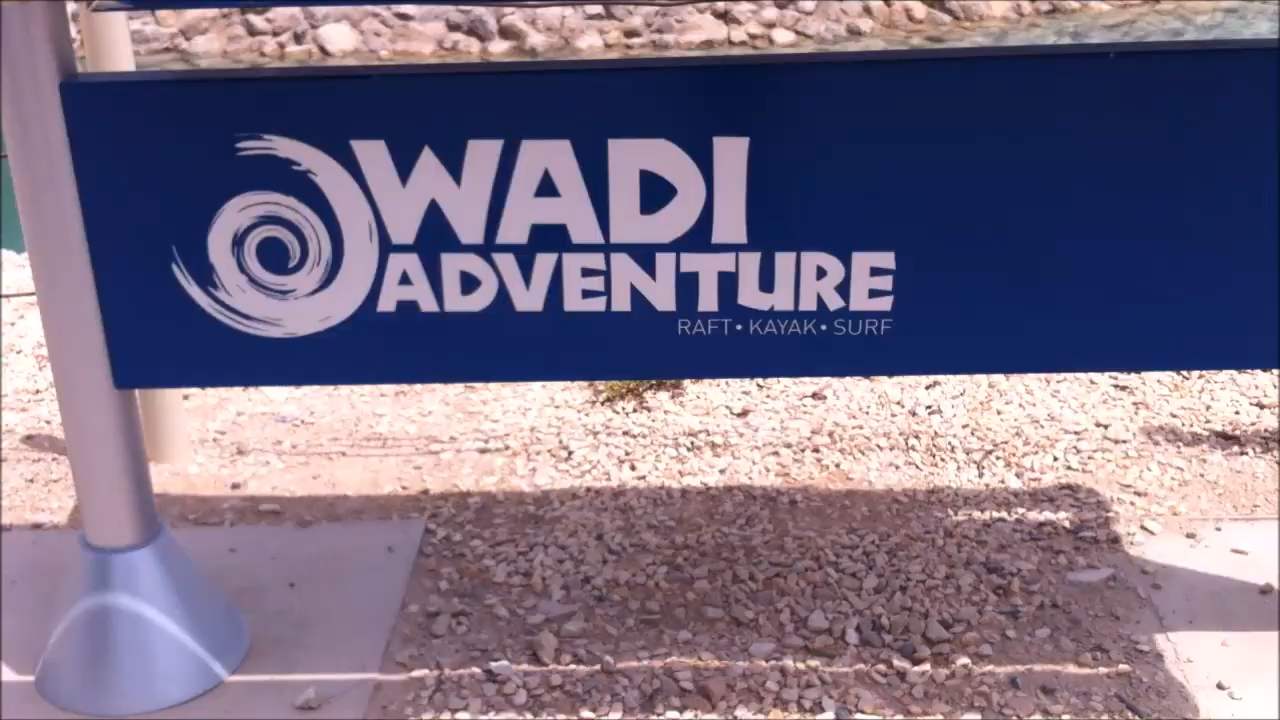 WADI
ADVENTURE
RAFT • KAYAK • SURF